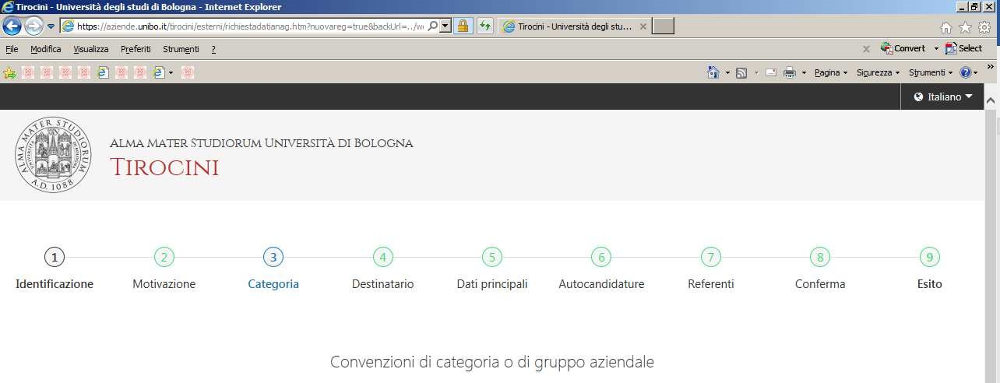 Tirocini - Università degli studi di Bologna - Internet Explorer
https://aziende.unibo.it/tirocini/esterni/richiestadatianag.htm?nuovareg=true&backUrl=../w
Tirocini - Università degli stu...
File Modifica Visualizza Preferiti Strumenti ?
Convert Select
Pagina Sicurezza Strumenti
Italiano
ALMA MATER STUDIORUM
A.D. 1088
ALMA MATER STUDIORUM UNIVERSITÀ DI BOLOGNA
TIROCINI
1 2 3 4 5 6 7 8 9
Identificazione Motivazione Categoria Destinatario Dati principali Autocandidature Referenti Conferma Esito
Convenzioni di categoria o di gruppo aziendale